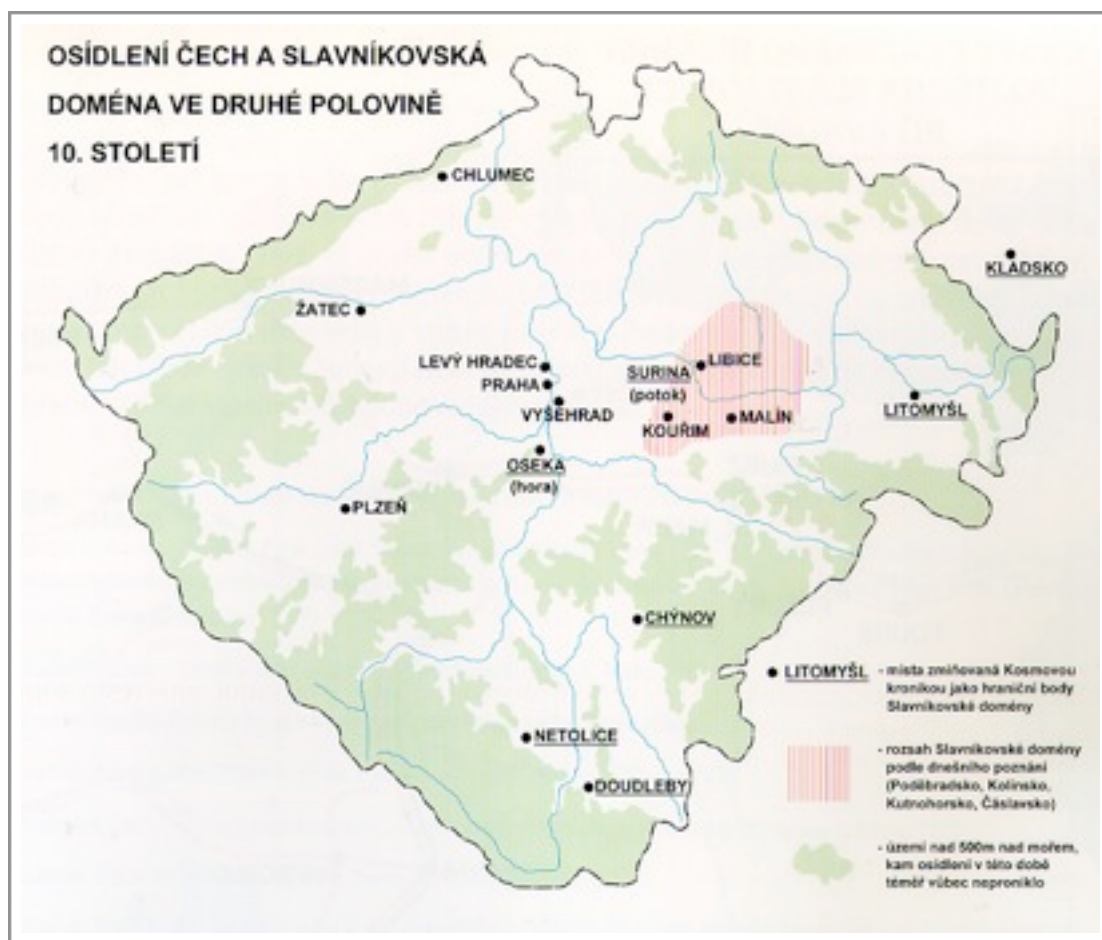 OSÍDLENÍ ČECH A SLAVNÍKOVSKÁ
DOMÉNA VE DRUHÉ POLOVINĚ
10. STOLETÍ
CHLUMEC
KLADSKO
ŽATEC
LEVÝ HRADEC
PRAHA
VYŠEHRAD
SURINA
(potok)
LIBICE
KOUŘIM
MALÍN
LITOMYŠL
OSEKA
(hora)
PLZEŇ
CHÝNOV
NETOLICE
DOUDLEBY
LITOMYŠL - místa zmiňovaná Kosmovou
kronikou jako hraniční body
Slavníkovské domény
- rozsah Slavníkovské domény
podle dnešního poznání
(Poděbradsko, Kolínsko,
Kutnohorsko, Čáslavsko)
- území nad 500m nad mořem,
kam osídlení v této době
téměř vůbec neproniklo